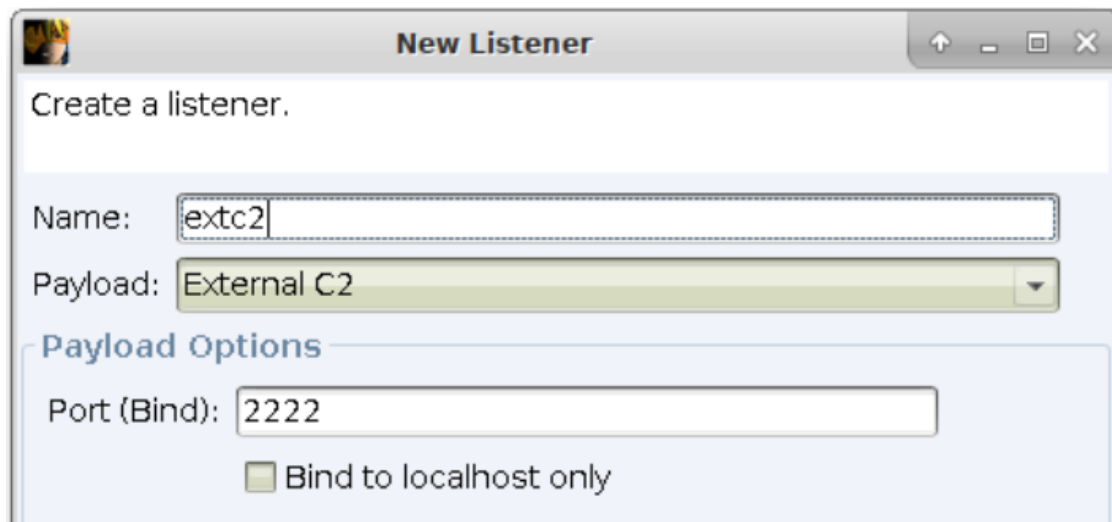 New Listener
Create a listener.
Name: extc2
Payload: External C2
Payload Options
Port (Bind): 2222
Bind to localhost only